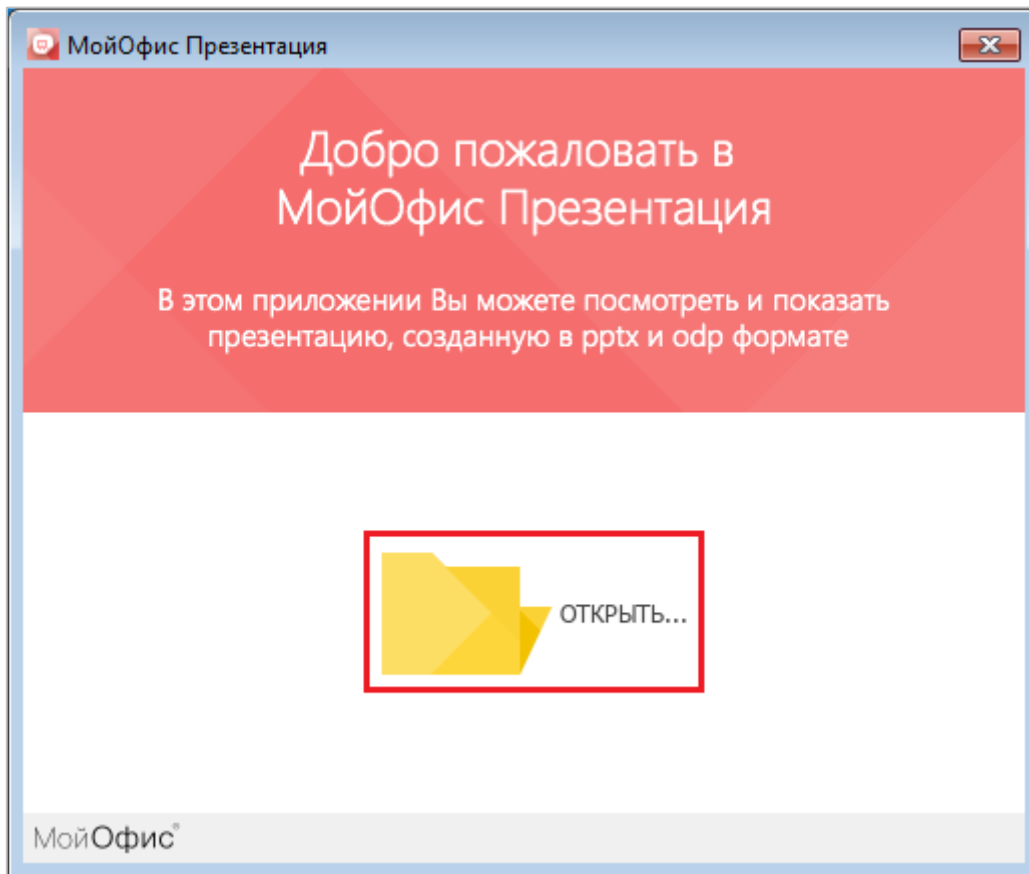 МойОфис Презентация
Добро пожаловать в
МойОфис Презентация
В этом приложении Вы можете посмотреть и показать
презентацию, созданную в pptx и odp формате
ОТКРЫТЬ...
МойОфис®